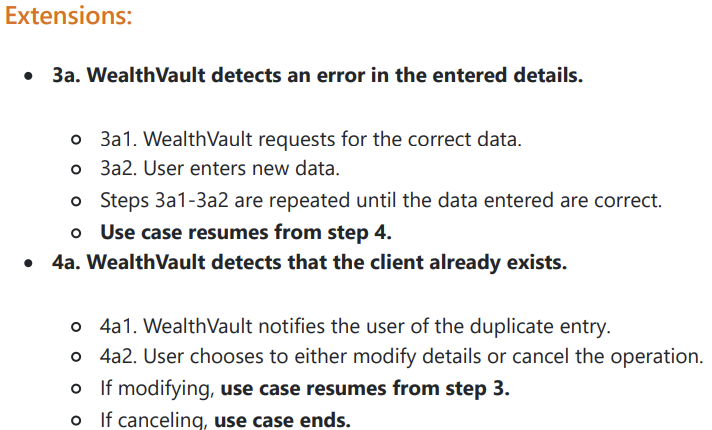 Extensions:
3a. WealthVault detects an error in the entered details.
3a1. WealthVault requests for the correct data.
3a2. User enters new data.
Steps 3a1-3a2 are repeated until the data entered are correct.
Use case resumes from step 4.
4a. WealthVault detects that the client already exists.
4a1. WealthVault notifies the user of the duplicate entry.
4a2. User chooses to either modify details or cancel the operation.
If modifying, use case resumes from step 3.
If canceling, use case ends.